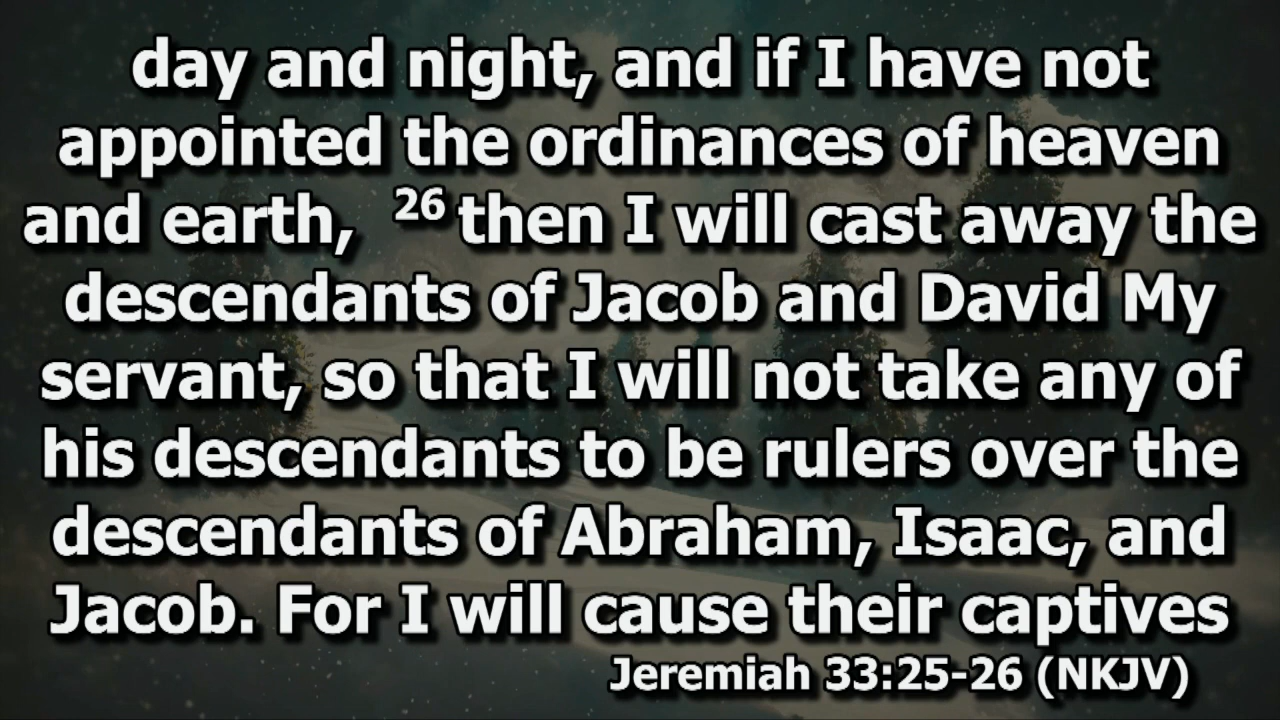 day and night, and if I have not
appointed the ordinances of heaven
and earth, 26 then I will cast away the
descendants of Jacob and David My
servant, so that I will not take any of
his descendants to be rulers over the
descendants of Abraham, Isaac, and
Jacob. For I will cause their captives
Jeremiah 33:25-26 (NKJV)